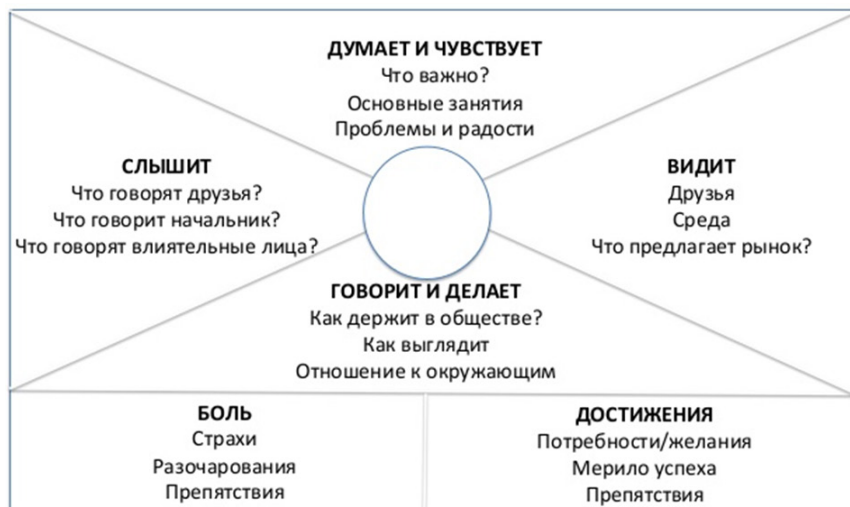 ДУМАЕТ И ЧУВСТВУЕТ
Что важно?
Основные занятия
Проблемы и радости
СЛЫШИТ
Что говорят друзья?
Что говорит начальник?
Что говорят влиятельные лица?
ВИДИТ
Друзья
Среда
Что предлагает рынок?
ГОВОРИТ И ДЕЛАЕТ
Как держит в обществе?
Как выглядит
Отношение к окружающим
БОЛЬ
Страхи
Разочарования
Препятствия
ДОСТИЖЕНИЯ
Потребности/желания
Мерило успеха
Препятствия